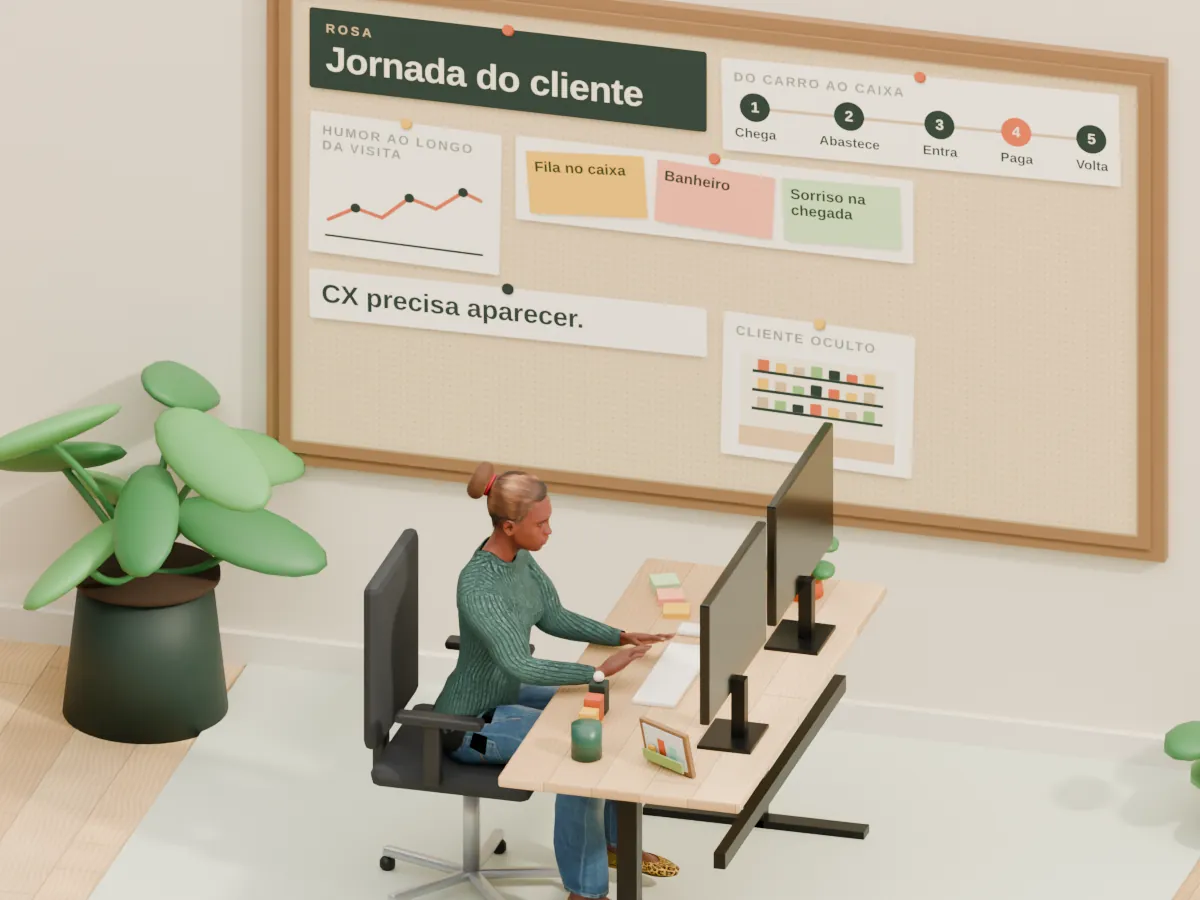 ROSA
Jornada do cliente
DO CARRO AO CAIXA
1
2
3
4
5
Chega
Abastece
Entra
Paga
Volta
HUMOR AO LONGO
DA VISITA
Fila no caixa
Banheiro
Sorriso na
chegada
CX precisa aparecer.
CLIENTE OCULTO